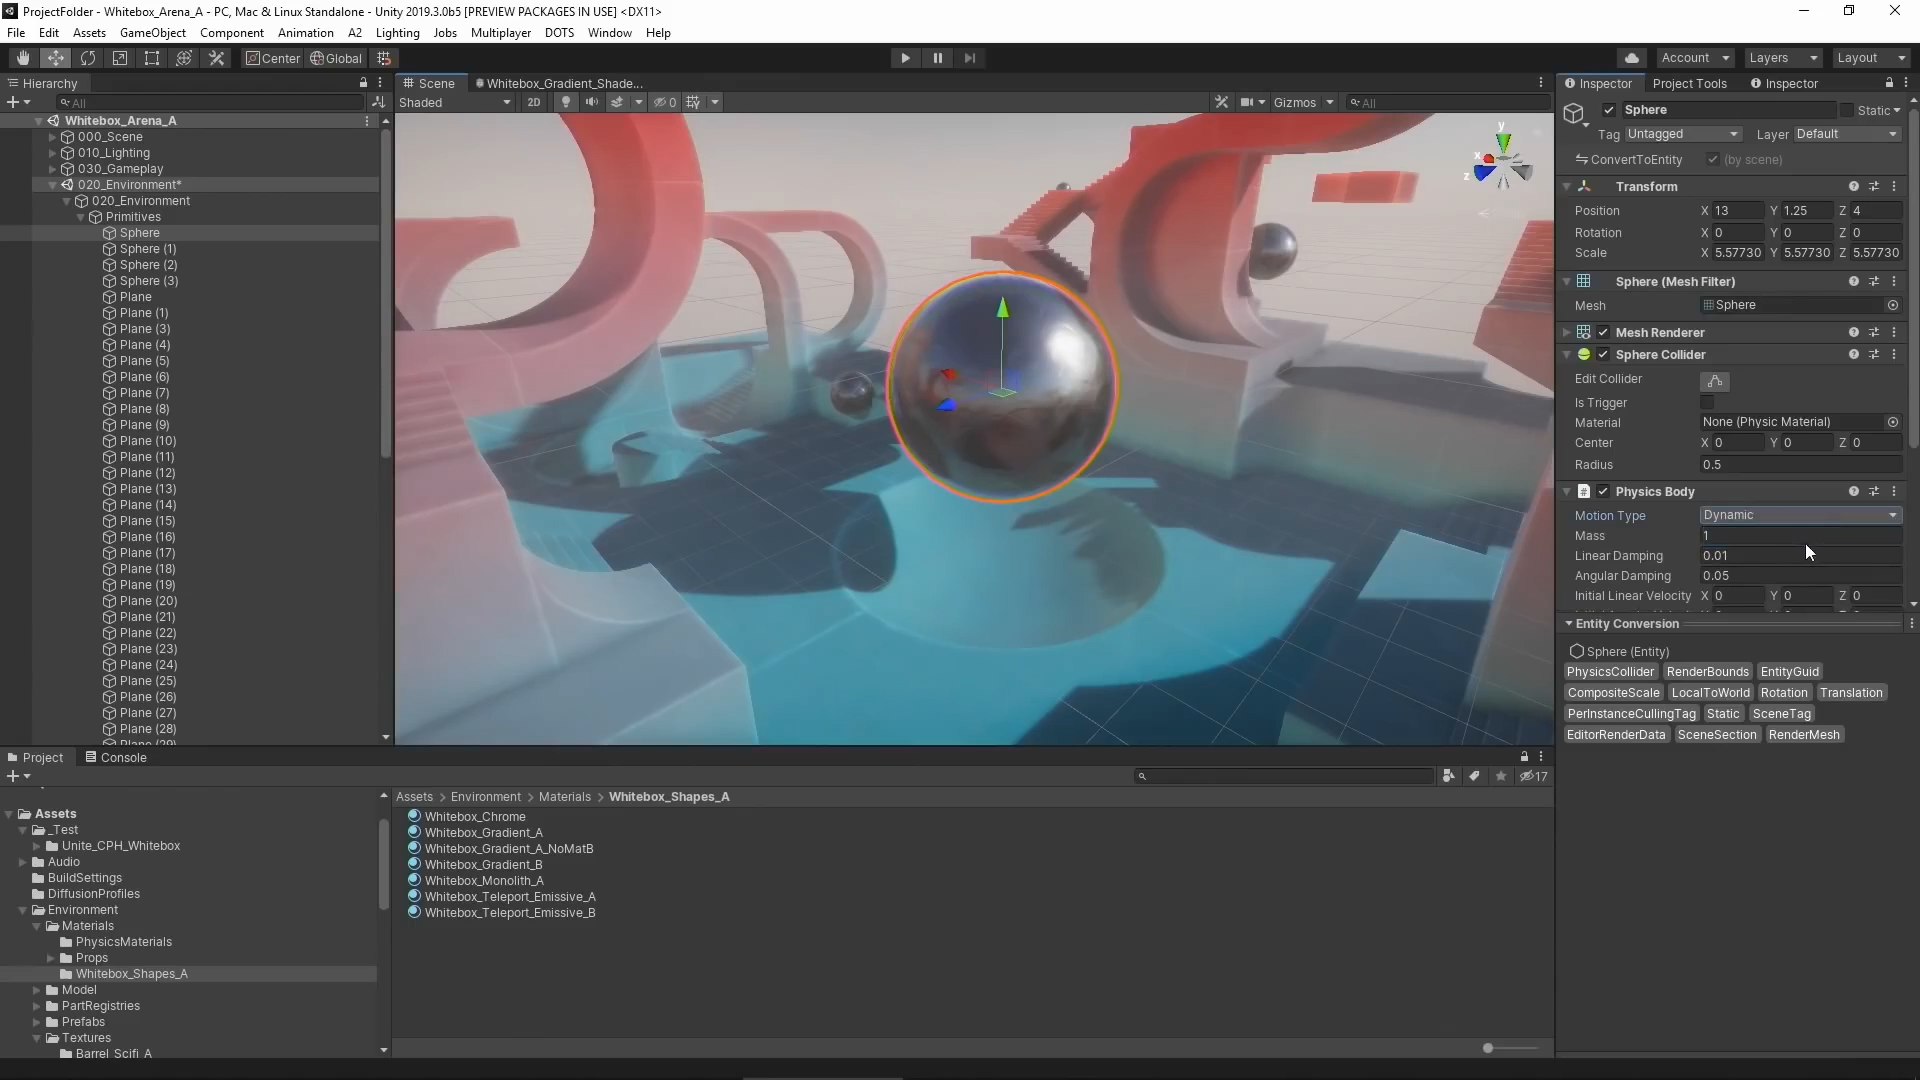 ProjectFolder - Whitebox_Arena_A - PC, Mac & Linux Standalone - Unity 2019.3.0b5 [PREVIEW PACKAGES IN USE] <DX11>
File Edit Assets GameObject Component Animation A2 Lighting Jobs Multiplayer DOTS Window Help
Center Global Account Layers Layout
Hierarchy
All
Whitebox_Arena_A
000_Scene
010_Lighting
030_Gameplay
020_Environment*
020_Environment
Primitives
Sphere
Sphere (1)
Sphere (2)
Sphere (3)
Plane
Plane (1)
Plane (3)
Plane (4)
Plane (5)
Plane (6)
Plane (7)
Plane (8)
Plane (9)
Plane (10)
Plane (11)
Plane (12)
Plane (13)
Plane (14)
Plane (15)
Plane (16)
Plane (17)
Plane (18)
Plane (19)
Plane (20)
Plane (21)
Plane (22)
Plane (23)
Plane (24)
Plane (25)
Plane (26)
Plane (27)
Plane (28)
Scene Whitebox_Gradient_Shade...
Shaded 2D 0 Gizmos All
y
x
z
Inspector Project Tools Inspector
Sphere Static
Tag Untagged Layer Default
ConvertToEntity (by scene)
Transform
Position X 13 Y 1.25 Z 4
Rotation X 0 Y 0 Z 0
Scale X 5.57730 Y 5.57730 Z 5.57730
Sphere (Mesh Filter)
Mesh Sphere
Mesh Renderer
Sphere Collider
Edit Collider
Is Trigger
Material None (Physic Material)
Center X 0 Y 0 Z 0
Radius 0.5
Physics Body
Motion Type Dynamic
Mass 1
Linear Damping 0.01
Angular Damping 0.05
Initial Linear Velocity X 0 Y 0 Z 0
Entity Conversion
Sphere (Entity)
PhysicsCollider RenderBounds EntityGuid
CompositeScale LocalToWorld Rotation Translation
PerInstanceCullingTag Static SceneTag
EditorRenderData SceneSection RenderMesh
Project Console
17
Assets
_Test
Unite_CPH_Whitebox
Audio
BuildSettings
DiffusionProfiles
Environment
Materials
PhysicsMaterials
Props
Whitebox_Shapes_A
Model
PartRegistries
Prefabs
Textures
Barrel_Scifi_A
Assets > Environment > Materials > Whitebox_Shapes_A
Whitebox_Chrome
Whitebox_Gradient_A
Whitebox_Gradient_A_NoMatB
Whitebox_Gradient_B
Whitebox_Monolith_A
Whitebox_Teleport_Emissive_A
Whitebox_Teleport_Emissive_B